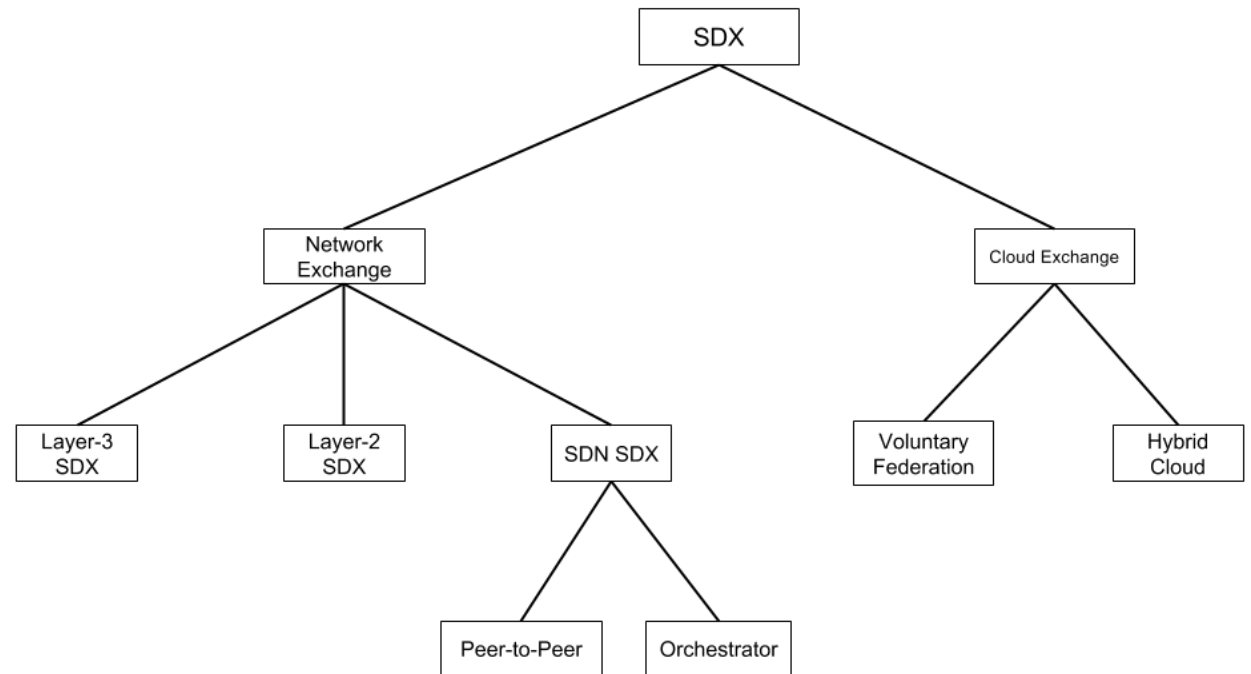 SDX
Network
Exchange
Cloud Exchange
Layer-3
SDX
Layer-2
SDX
SDN SDX
Voluntary
Federation
Hybrid
Cloud
Peer-to-Peer
Orchestrator